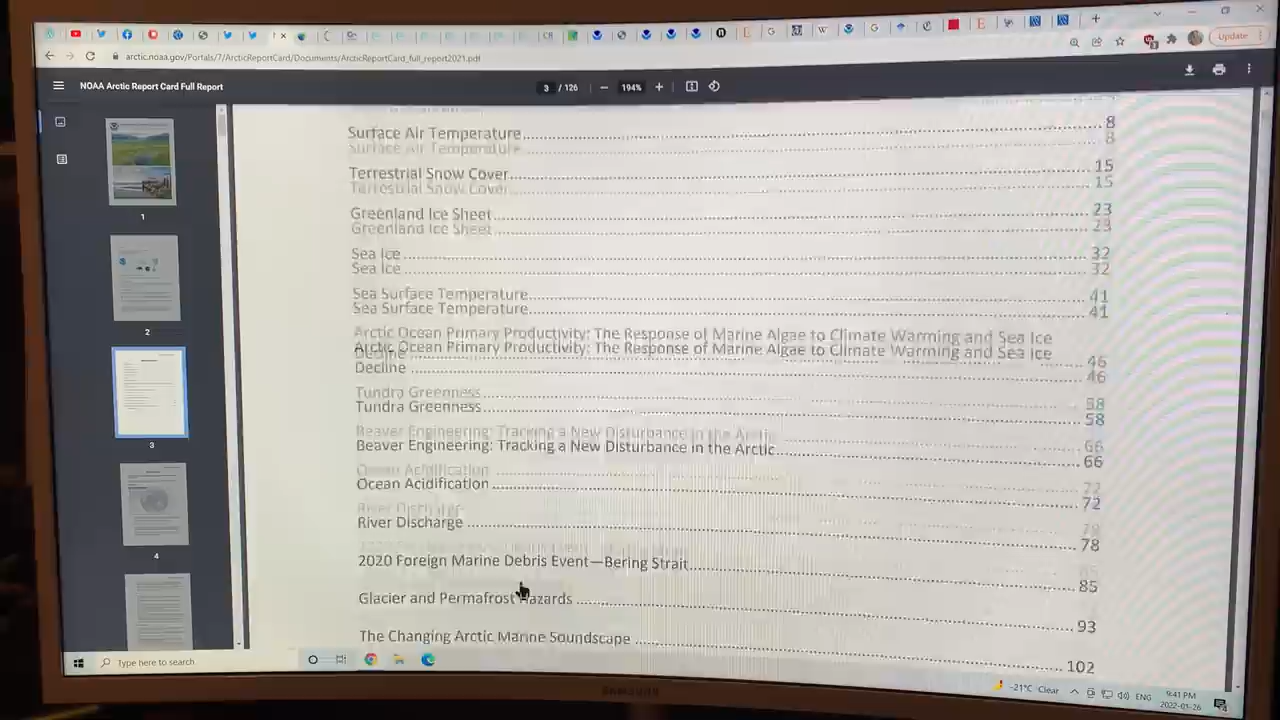 Update
arctic.noaa.gov/Portals/7/ArcticReportCard/Documents/ArcticReportCard_full_report2021.pdf
NOAA Arctic Report Card Full Report
3 / 126
194%
Surface Air Temperature 8
Terrestrial Snow Cover 15
Greenland Ice Sheet 23
Sea Ice 32
Sea Surface Temperature 41
Arctic Ocean Primary Productivity: The Response of Marine Algae to Climate Warming and Sea Ice
Decline 46
Tundra Greenness 58
Beaver Engineering: Tracking a New Disturbance in the Arctic 66
Ocean Acidification 72
River Discharge 78
2020 Foreign Marine Debris Event—Bering Strait 85
Glacier and Permafrost Hazards 93
The Changing Arctic Marine Soundscape 102
1
2
3
4
Type here to search
-21°C Clear
ENG
9:41 PM
2022-01-26
SAMSUNG